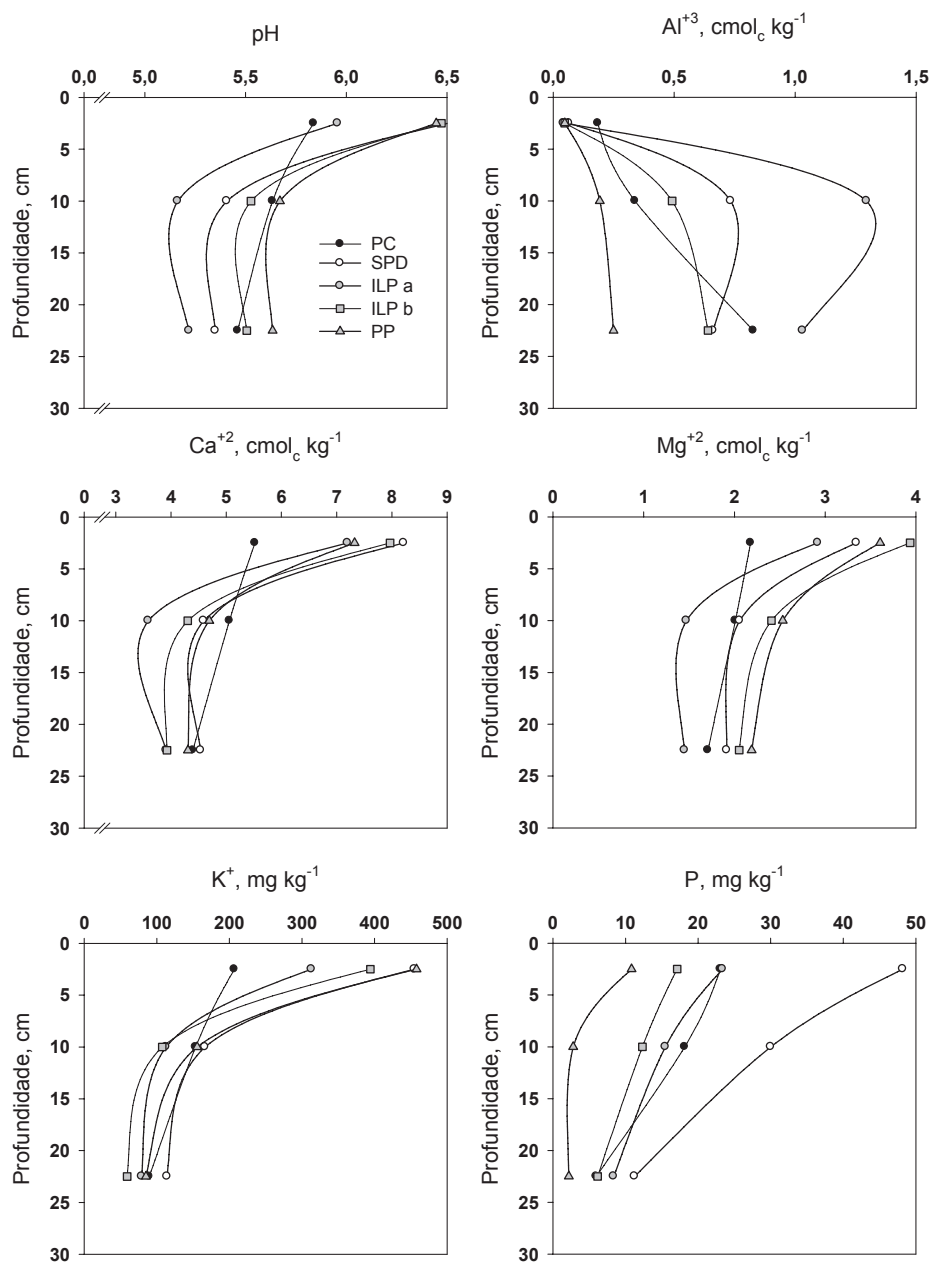 pH
Al+3, cmolc kg-1
0,0 5,0 5,5 6,0 6,5
0,0 0,5 1,0 1,5
0
5
10
15
20
25
30
Profundidade, cm
PC
SPD
ILP a
ILP b
PP
0
5
10
15
20
25
30
Profundidade, cm
Ca+2, cmolc kg-1
Mg+2, cmolc kg-1
0 3 4 5 6 7 8 9
0 1 2 3 4
0
5
10
15
20
25
30
Profundidade, cm
0
5
10
15
20
25
30
Profundidade, cm
K+, mg kg-1
P, mg kg-1
0 100 200 300 400 500
0 10 20 30 40 50
0
5
10
15
20
25
30
Profundidade, cm
0
5
10
15
20
25
30
Profundidade, cm